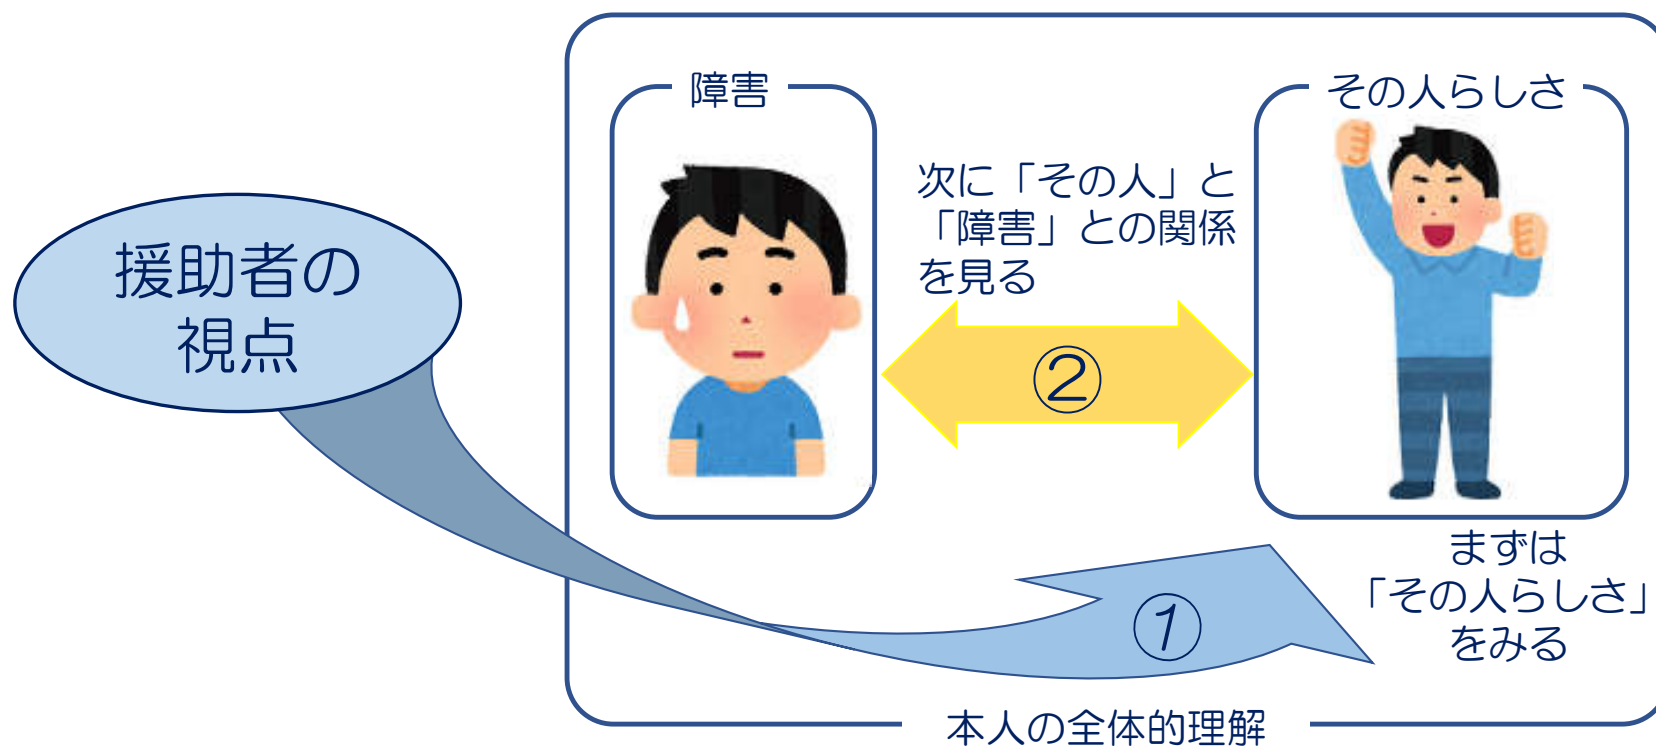 障害
その人らしさ
次に「その人」と
「障害」との関係
を見る
援助者の
視点
②
まずは
「その人らしさ」
をみる
①
本人の全体的理解